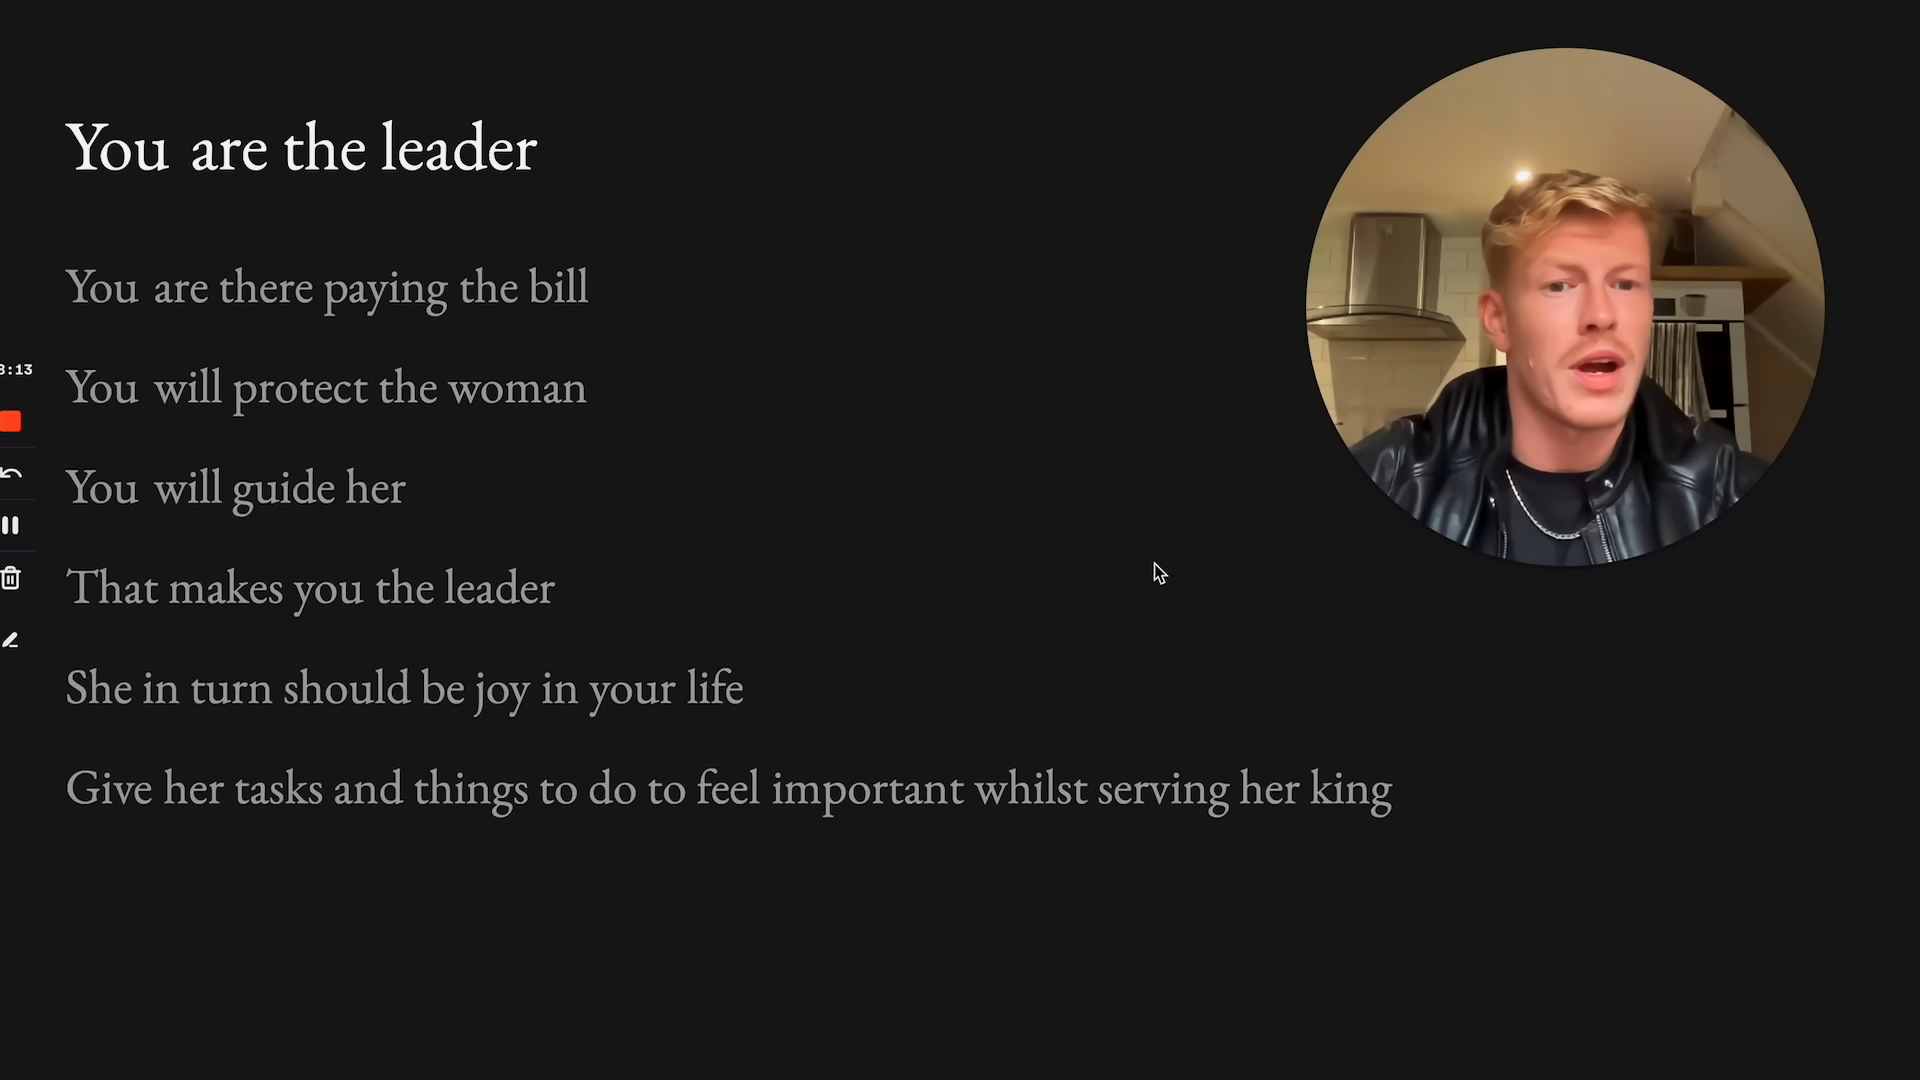 You are the leader
You are there paying the bill
You will protect the woman
You will guide her
That makes you the leader
She in turn should be joy in your life
Give her tasks and things to do to feel important whilst serving her king